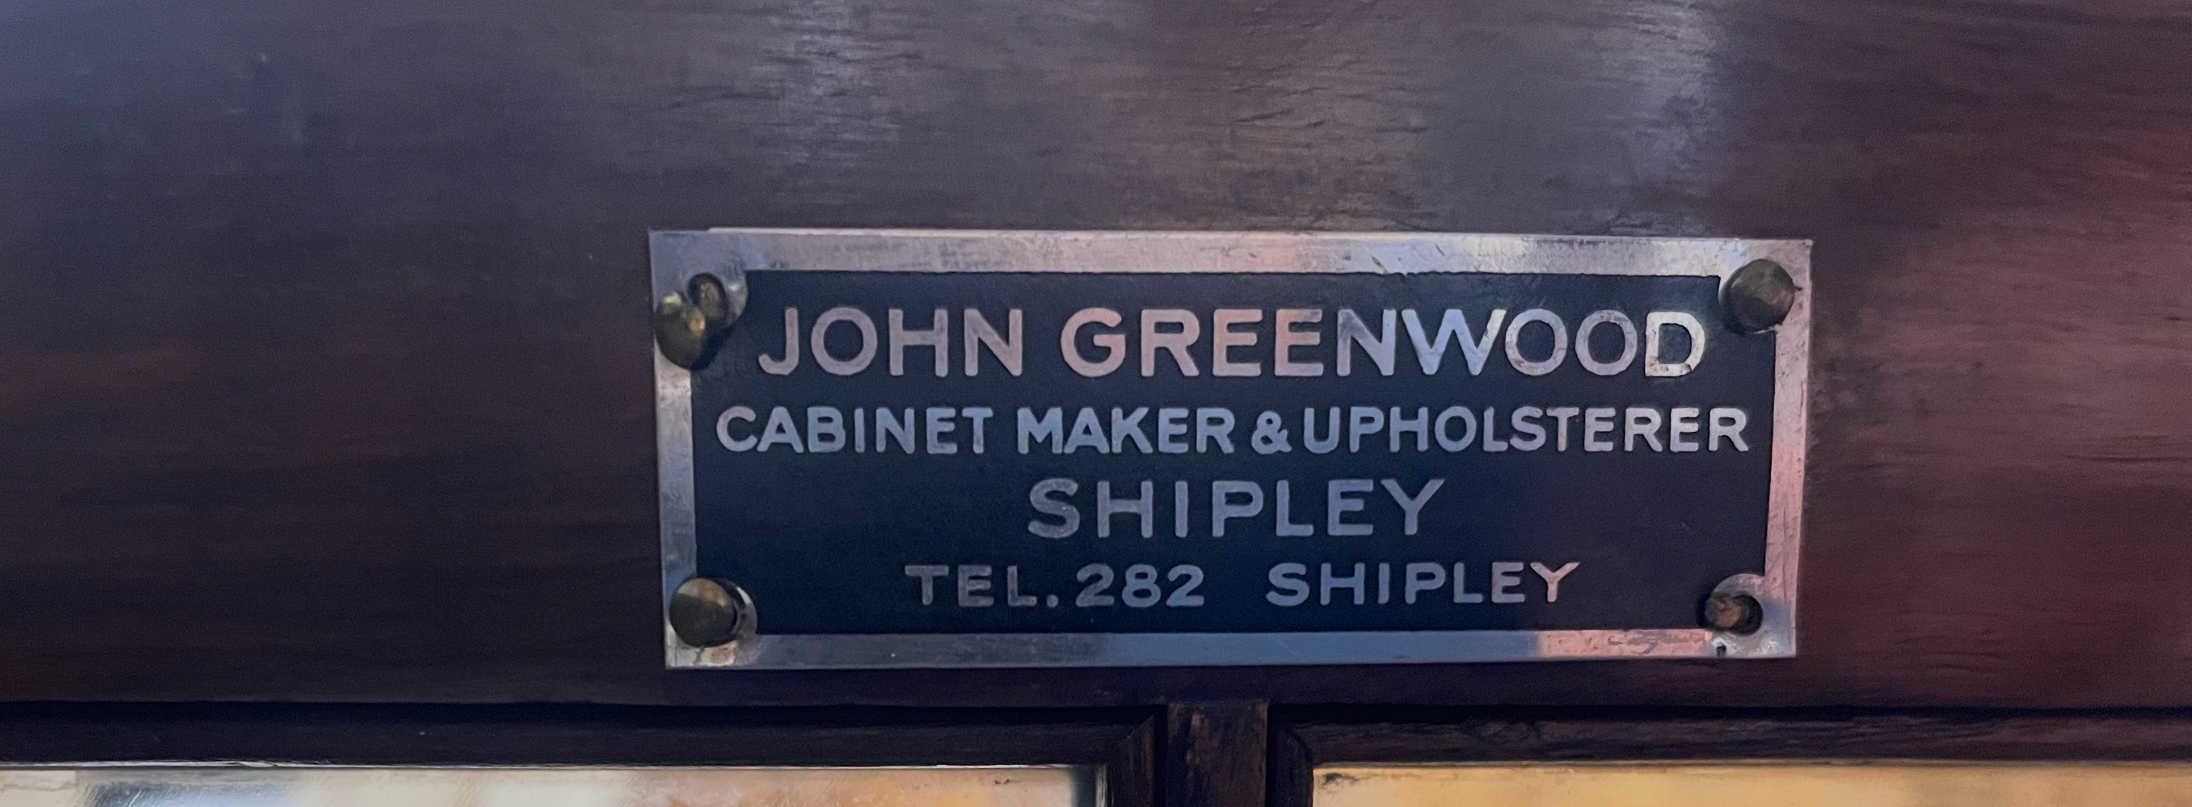 JOHN GREENWOOD
CABINET MAKER & UPHOLSTERER
SHIPLEY
TEL. 282 SHIPLEY